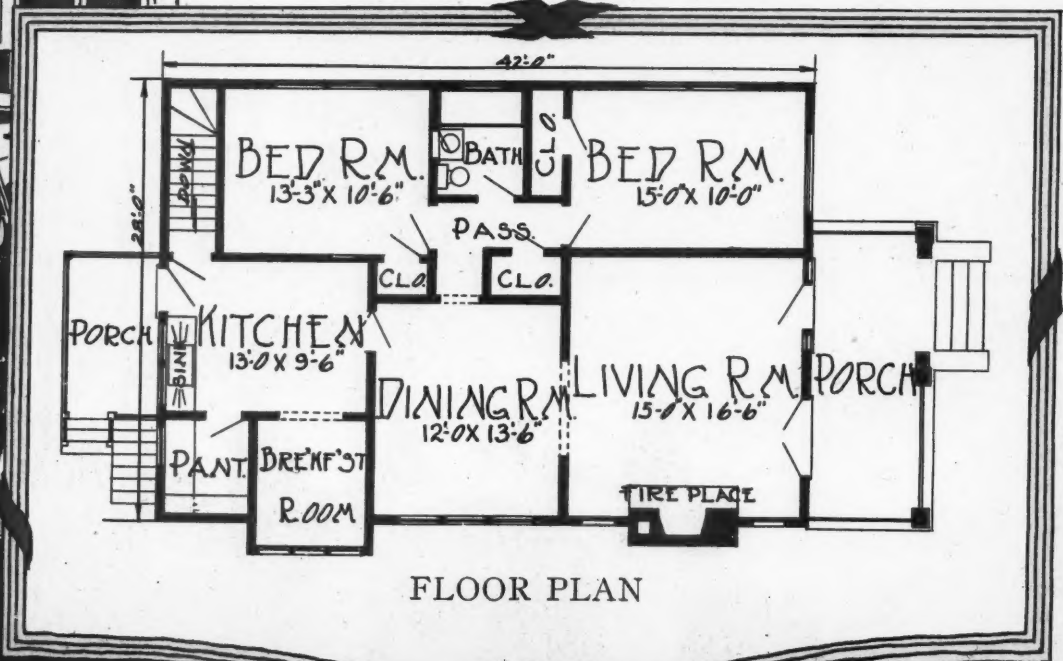 42'-0"
28'-0"
DOWN
BED RM.
13'-3" X 10'-6"
BATH
CLO.
BED RM.
15'-0" X 10'-0"
PASS.
CLO.
CLO.
PORCH
KITCHEN
13'-0 X 9'-6"
SINK
DINING RM.
12'-0 X 13'-6"
LIVING RM
15'-0" X 16'-6"
PORCH
PANT.
BRE'KF'ST
ROOM
FIRE PLACE
FLOOR PLAN